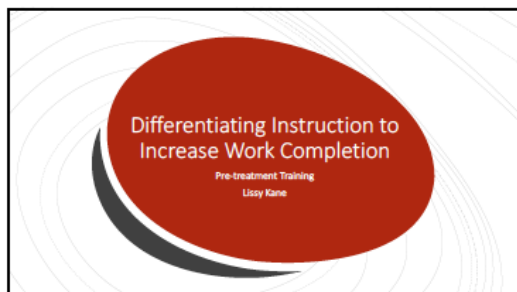 Differentiating Instruction to
Increase Work Completion
Pre-treatment Training
Lissy Kane